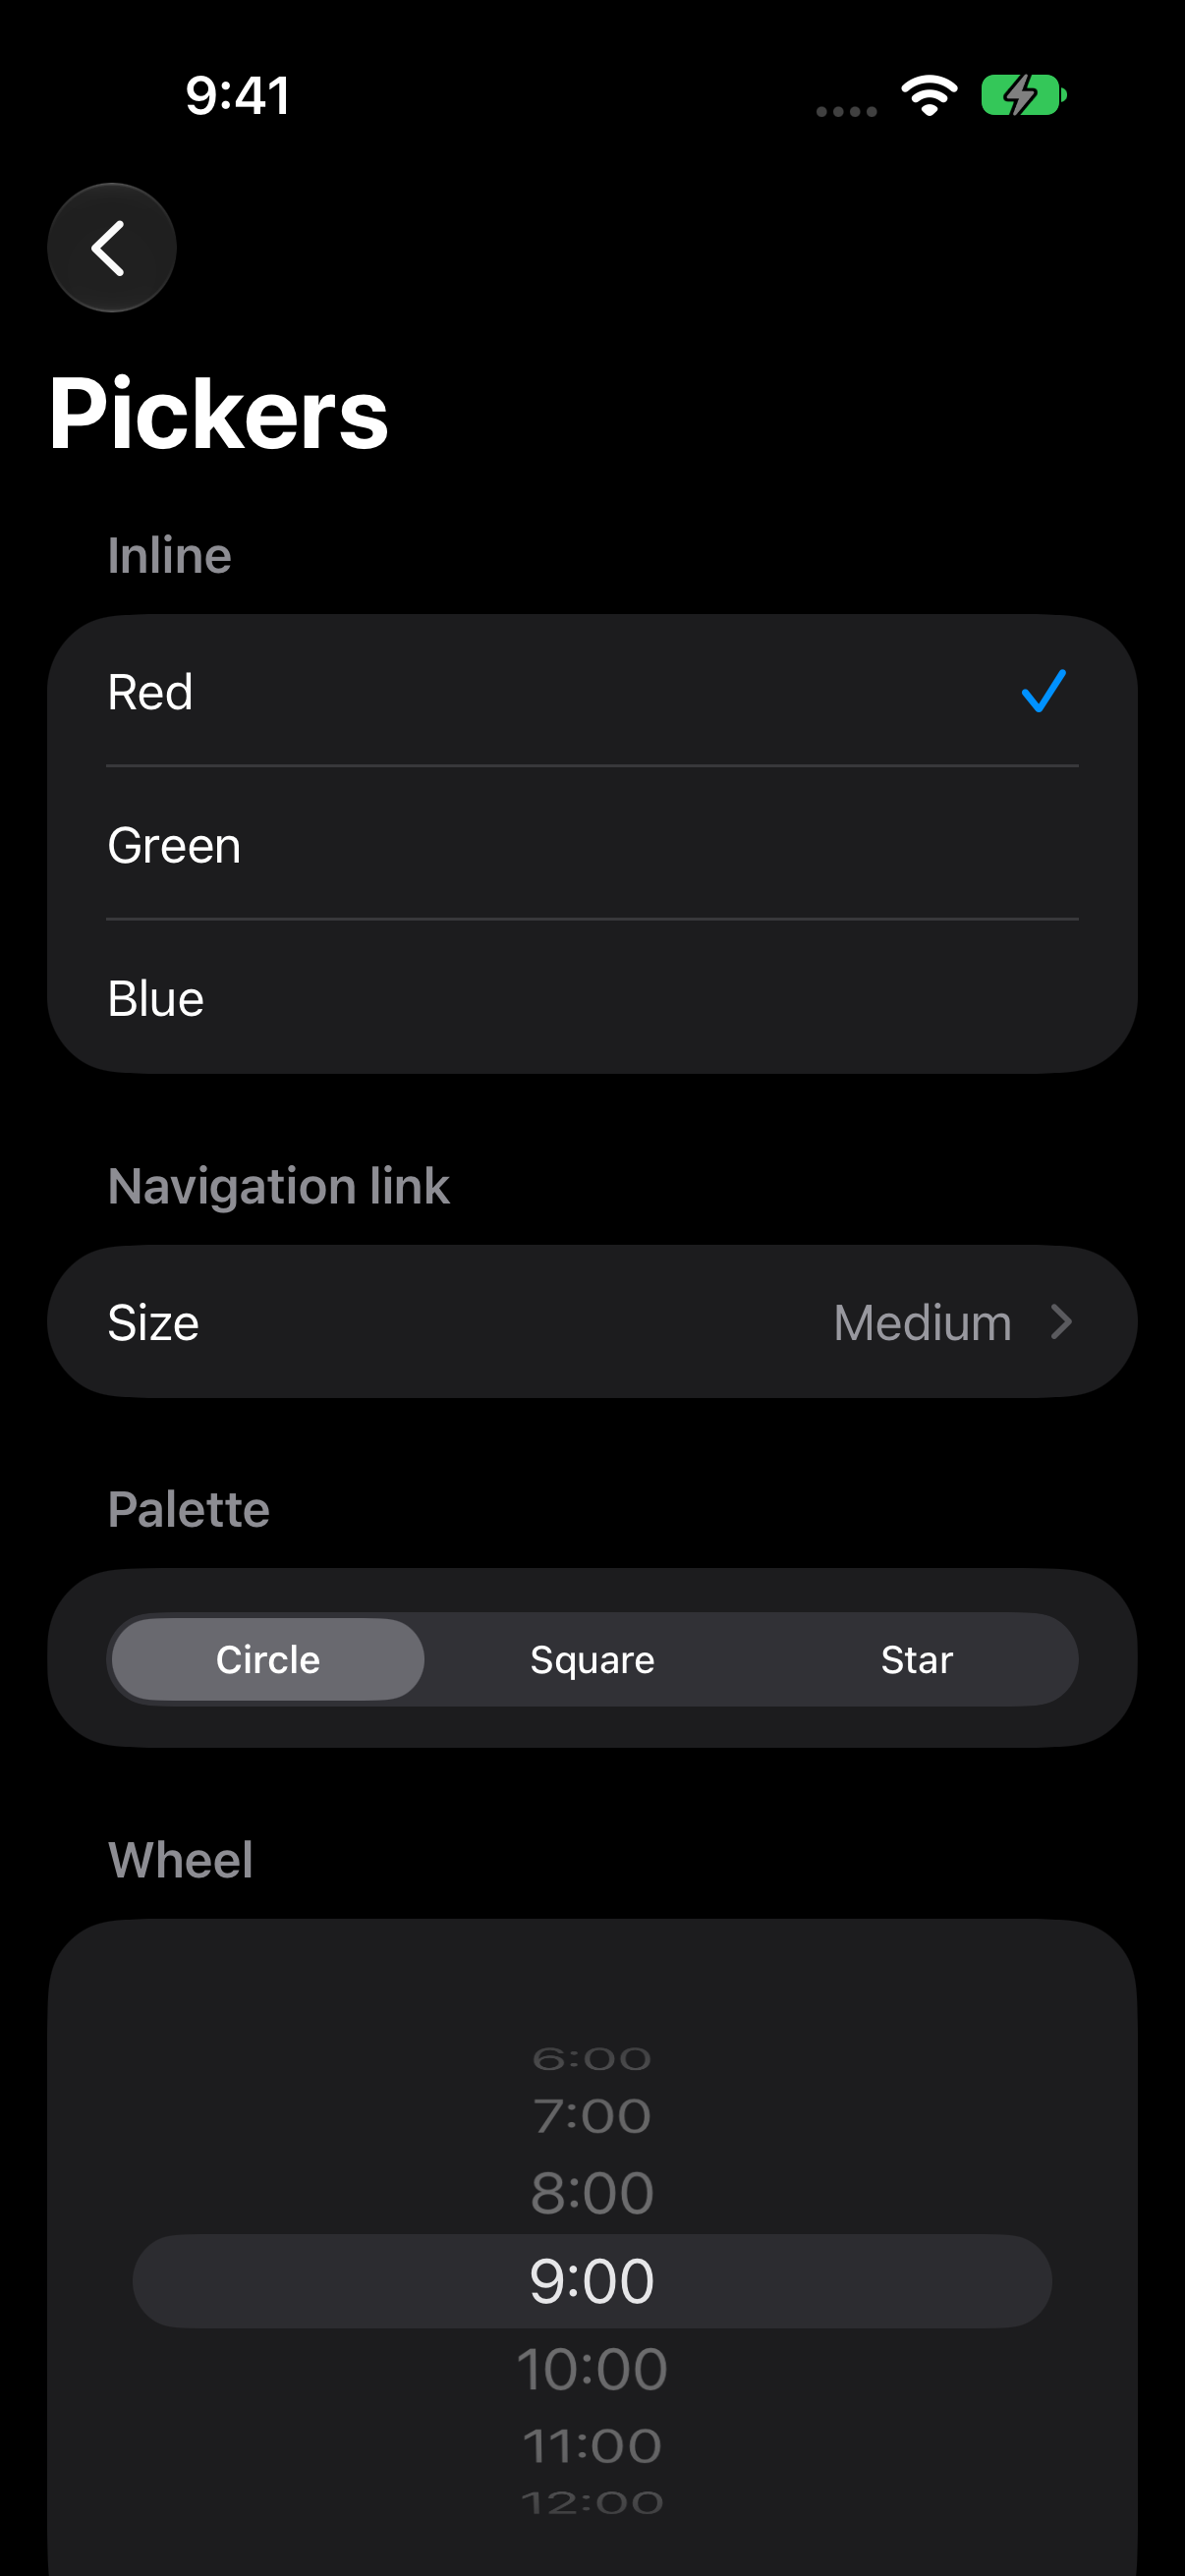 9:41
Pickers
Inline
Red
Green
Blue
Navigation link
Size Medium
Palette
Circle Square Star
Wheel
6:00
7:00
8:00
9:00
10:00
11:00
12:00